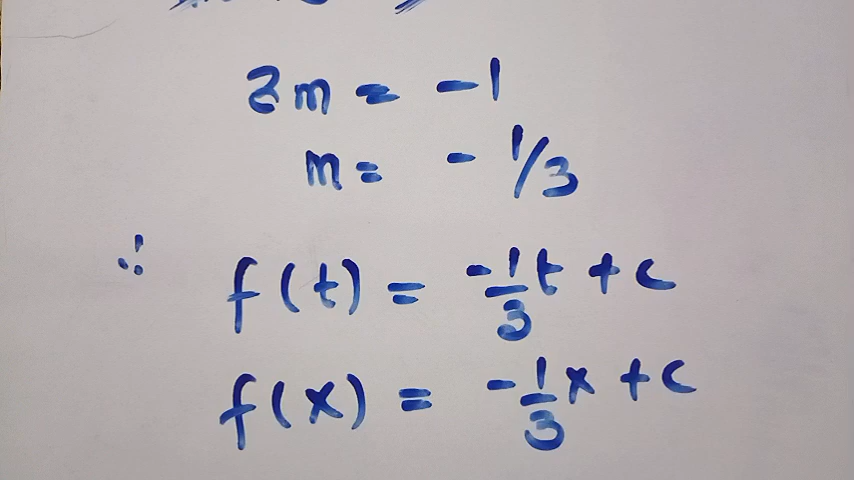 3m = -1
m = - 1/3
∴ f(t) = -1/3 t + c
f(x) = -1/3 x + c